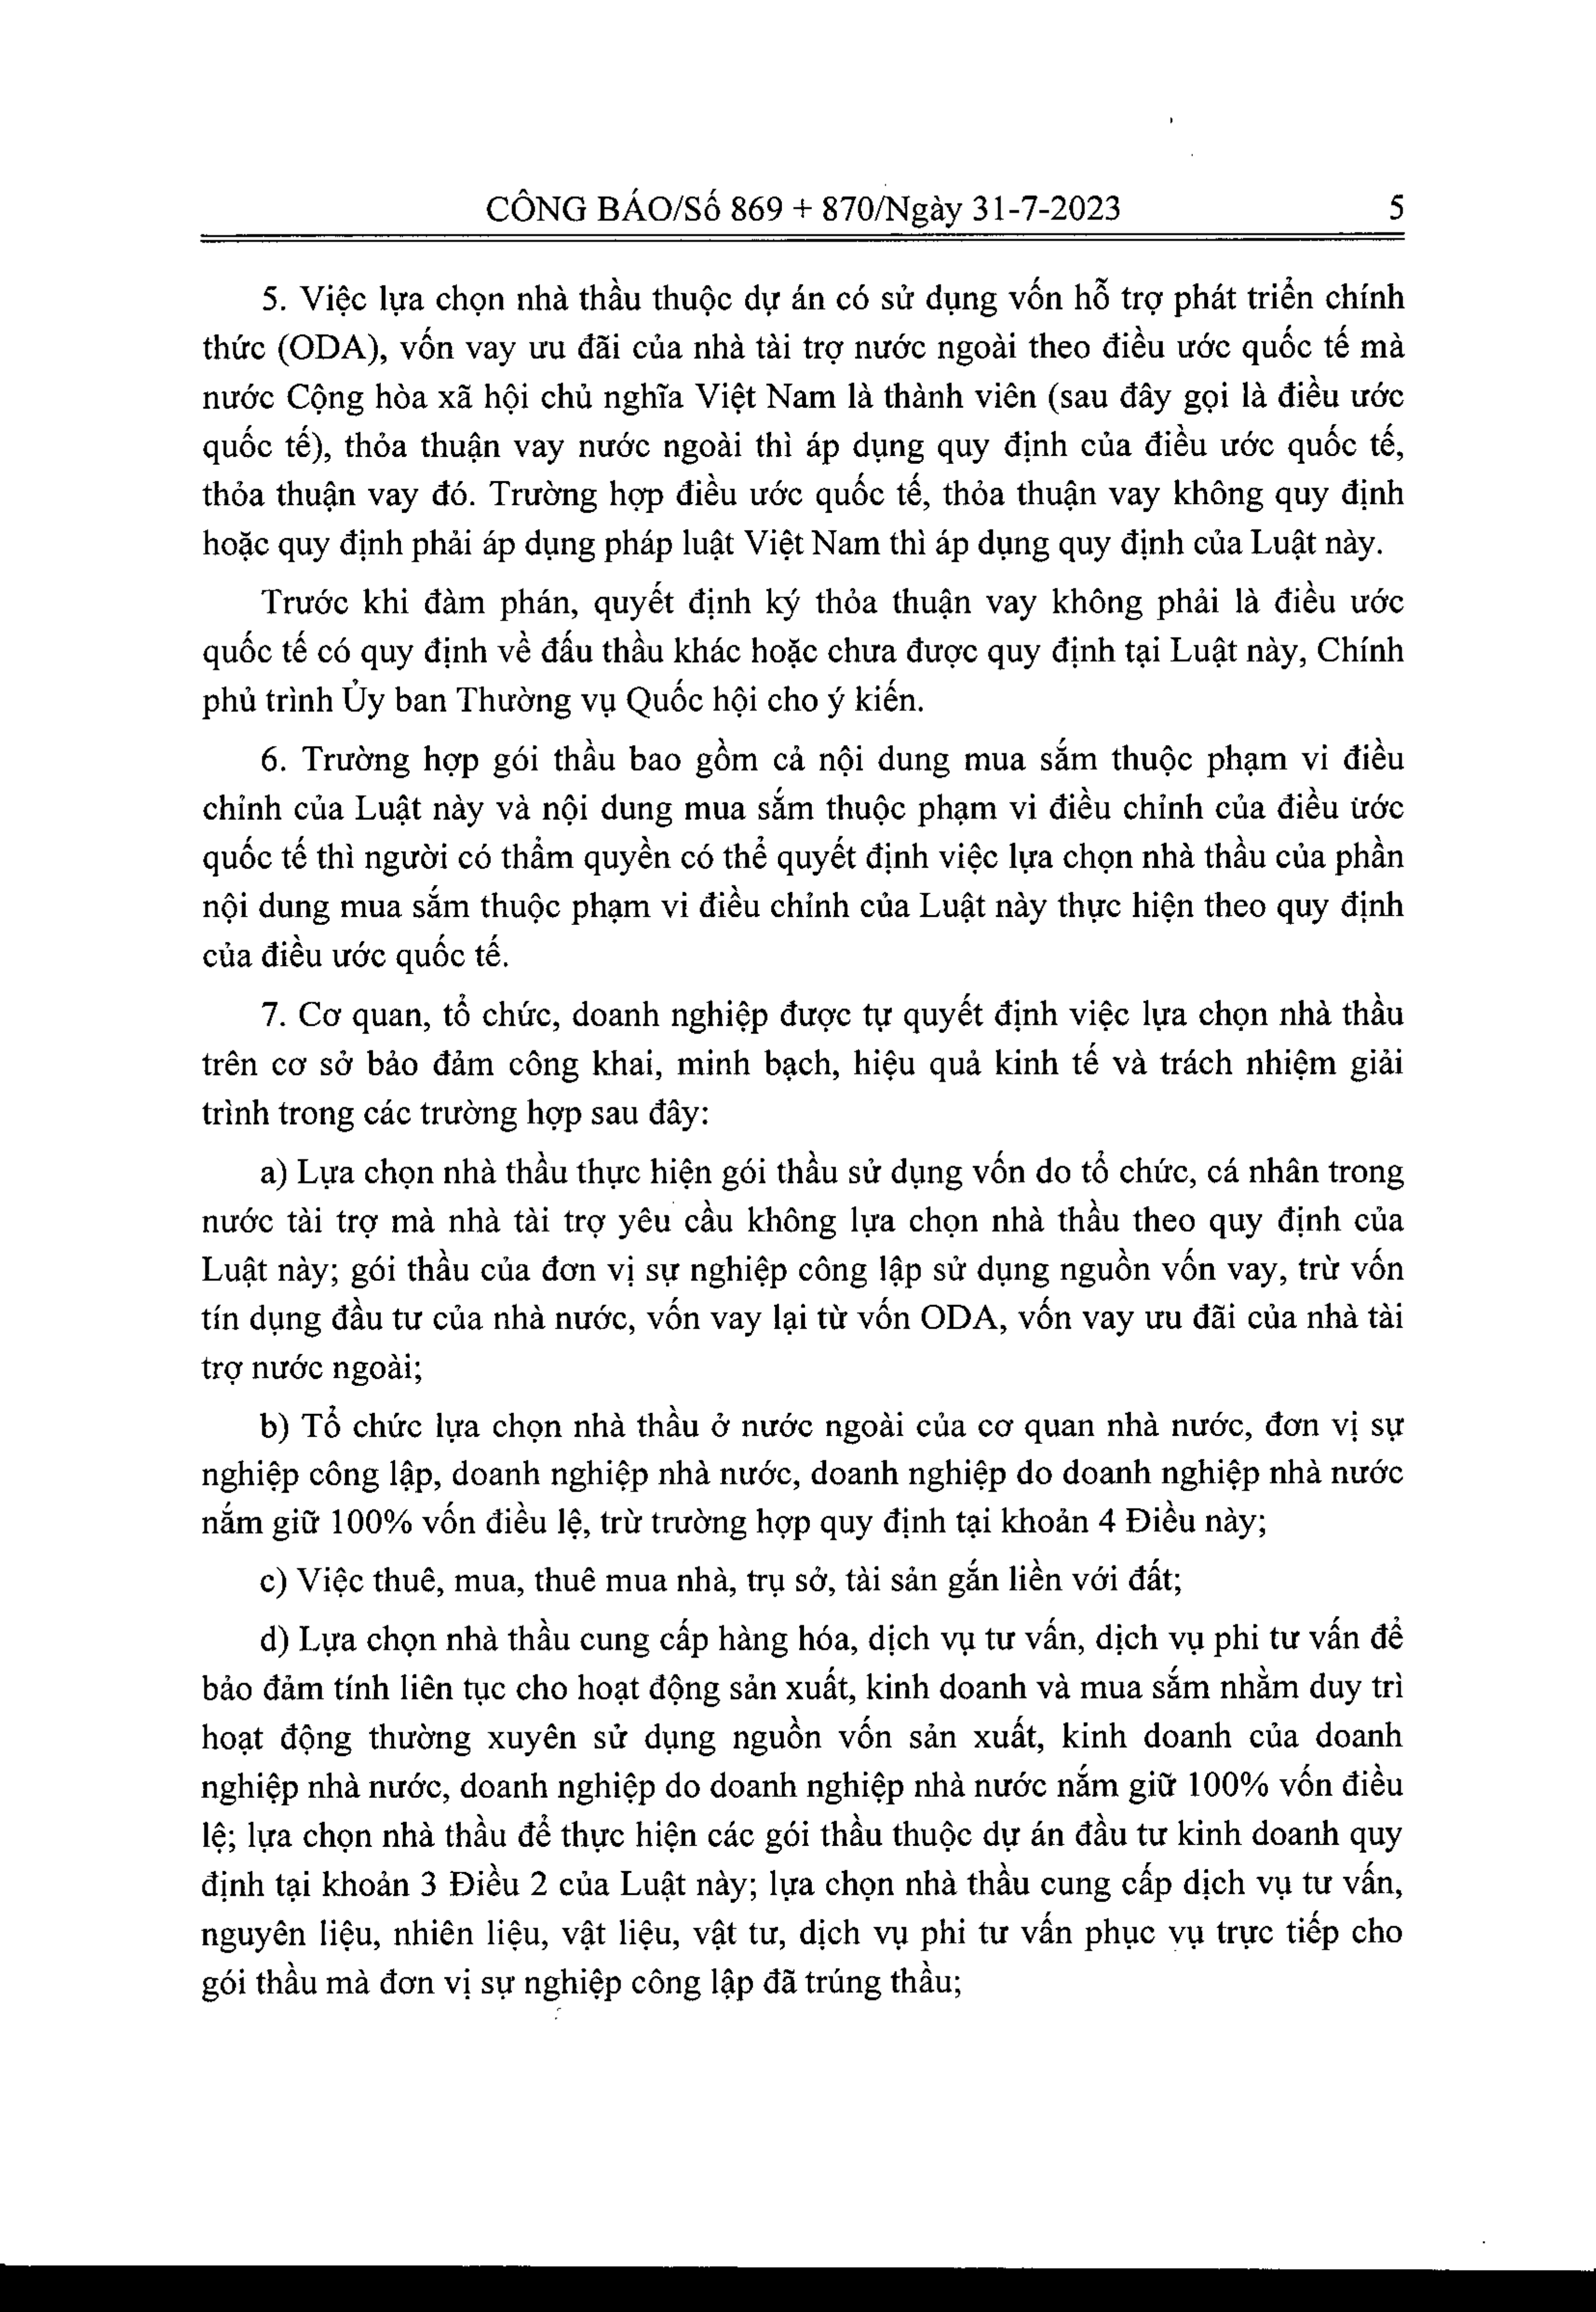 CÔNG BÁO/Số 869 + 870/Ngày 31-7-2023 5
5. Việc lựa chọn nhà thầu thuộc dự án có sử dụng vốn hỗ trợ phát triển chính
thức (ODA), vốn vay ưu đãi của nhà tài trợ nước ngoài theo điều ước quốc tế mà
nước Cộng hòa xã hội chủ nghĩa Việt Nam là thành viên (sau đây gọi là điều ước
quốc tế), thỏa thuận vay nước ngoài thì áp dụng quy định của điều ước quốc tế,
thỏa thuận vay đó. Trường hợp điều ước quốc tế, thỏa thuận vay không quy định
hoặc quy định phải áp dụng pháp luật Việt Nam thì áp dụng quy định của Luật này.
Trước khi đàm phán, quyết định ký thỏa thuận vay không phải là điều ước
quốc tế có quy định về đấu thầu khác hoặc chưa được quy định tại Luật này, Chính
phủ trình Ủy ban Thường vụ Quốc hội cho ý kiến.
6. Trường hợp gói thầu bao gồm cả nội dung mua sắm thuộc phạm vi điều
chỉnh của Luật này và nội dung mua sắm thuộc phạm vi điều chỉnh của điều ước
quốc tế thì người có thẩm quyền có thể quyết định việc lựa chọn nhà thầu của phần
nội dung mua sắm thuộc phạm vi điều chỉnh của Luật này thực hiện theo quy định
của điều ước quốc tế.
7. Cơ quan, tổ chức, doanh nghiệp được tự quyết định việc lựa chọn nhà thầu
trên cơ sở bảo đảm công khai, minh bạch, hiệu quả kinh tế và trách nhiệm giải
trình trong các trường hợp sau đây:
a) Lựa chọn nhà thầu thực hiện gói thầu sử dụng vốn do tổ chức, cá nhân trong
nước tài trợ mà nhà tài trợ yêu cầu không lựa chọn nhà thầu theo quy định của
Luật này; gói thầu của đơn vị sự nghiệp công lập sử dụng nguồn vốn vay, trừ vốn
tín dụng đầu tư của nhà nước, vốn vay lại từ vốn ODA, vốn vay ưu đãi của nhà tài
trợ nước ngoài;
b) Tổ chức lựa chọn nhà thầu ở nước ngoài của cơ quan nhà nước, đơn vị sự
nghiệp công lập, doanh nghiệp nhà nước, doanh nghiệp do doanh nghiệp nhà nước
nắm giữ 100% vốn điều lệ, trừ trường hợp quy định tại khoản 4 Điều này;
c) Việc thuê, mua, thuê mua nhà, trụ sở, tài sản gắn liền với đất;
d) Lựa chọn nhà thầu cung cấp hàng hóa, dịch vụ tư vấn, dịch vụ phi tư vấn để
bảo đảm tính liên tục cho hoạt động sản xuất, kinh doanh và mua sắm nhằm duy trì
hoạt động thường xuyên sử dụng nguồn vốn sản xuất, kinh doanh của doanh
nghiệp nhà nước, doanh nghiệp do doanh nghiệp nhà nước nắm giữ 100% vốn điều
lệ; lựa chọn nhà thầu để thực hiện các gói thầu thuộc dự án đầu tư kinh doanh quy
định tại khoản 3 Điều 2 của Luật này; lựa chọn nhà thầu cung cấp dịch vụ tư vấn,
nguyên liệu, nhiên liệu, vật liệu, vật tư, dịch vụ phi tư vấn phục vụ trực tiếp cho
gói thầu mà đơn vị sự nghiệp công lập đã trúng thầu;